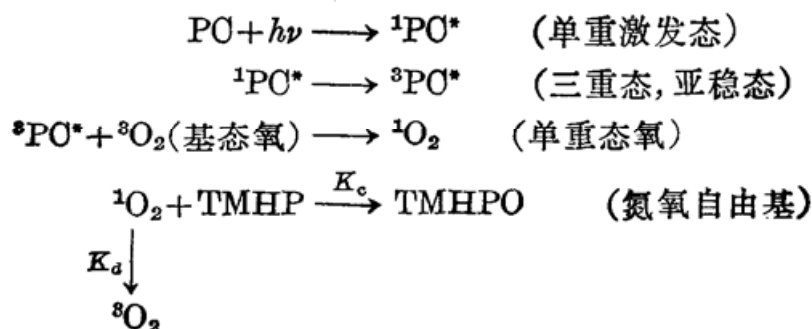 PC+hν ⟶ ¹PC* (单重激发态)
¹PC* ⟶ ³PC* (三重态,亚稳态)
³PC*+³O₂(基态氧) ⟶ ¹O₂ (单重态氧)
¹O₂+TMHP —Kc→ TMHPO (氮氧自由基)
Kd↓
³O₂